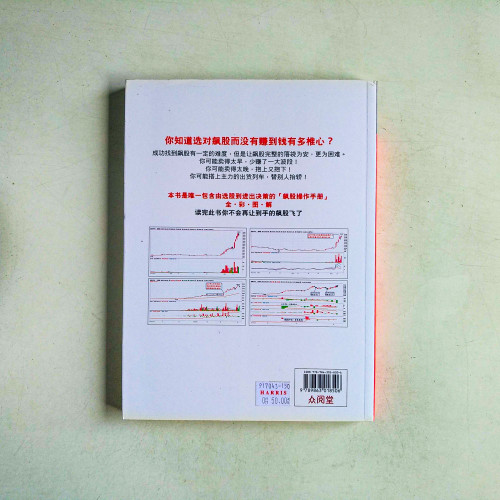 你知道选对飙股而没有赚到钱有多椎心？
成功找到飙股有一定的难度，但是让飙股完整的落袋为安，更为困难。
你可能卖得太早，少赚了一大波段！
你可能卖得太晚，抱上又抱下！
你可能搭上主力的出货列车，替别人抬轿！
本书是唯一包含由选股到进出决策的「飙股操作手册」
全·彩·图·解
读完此书你不会再让到手的飙股飞了
917043-150
HARRIS
50.00
众阅堂